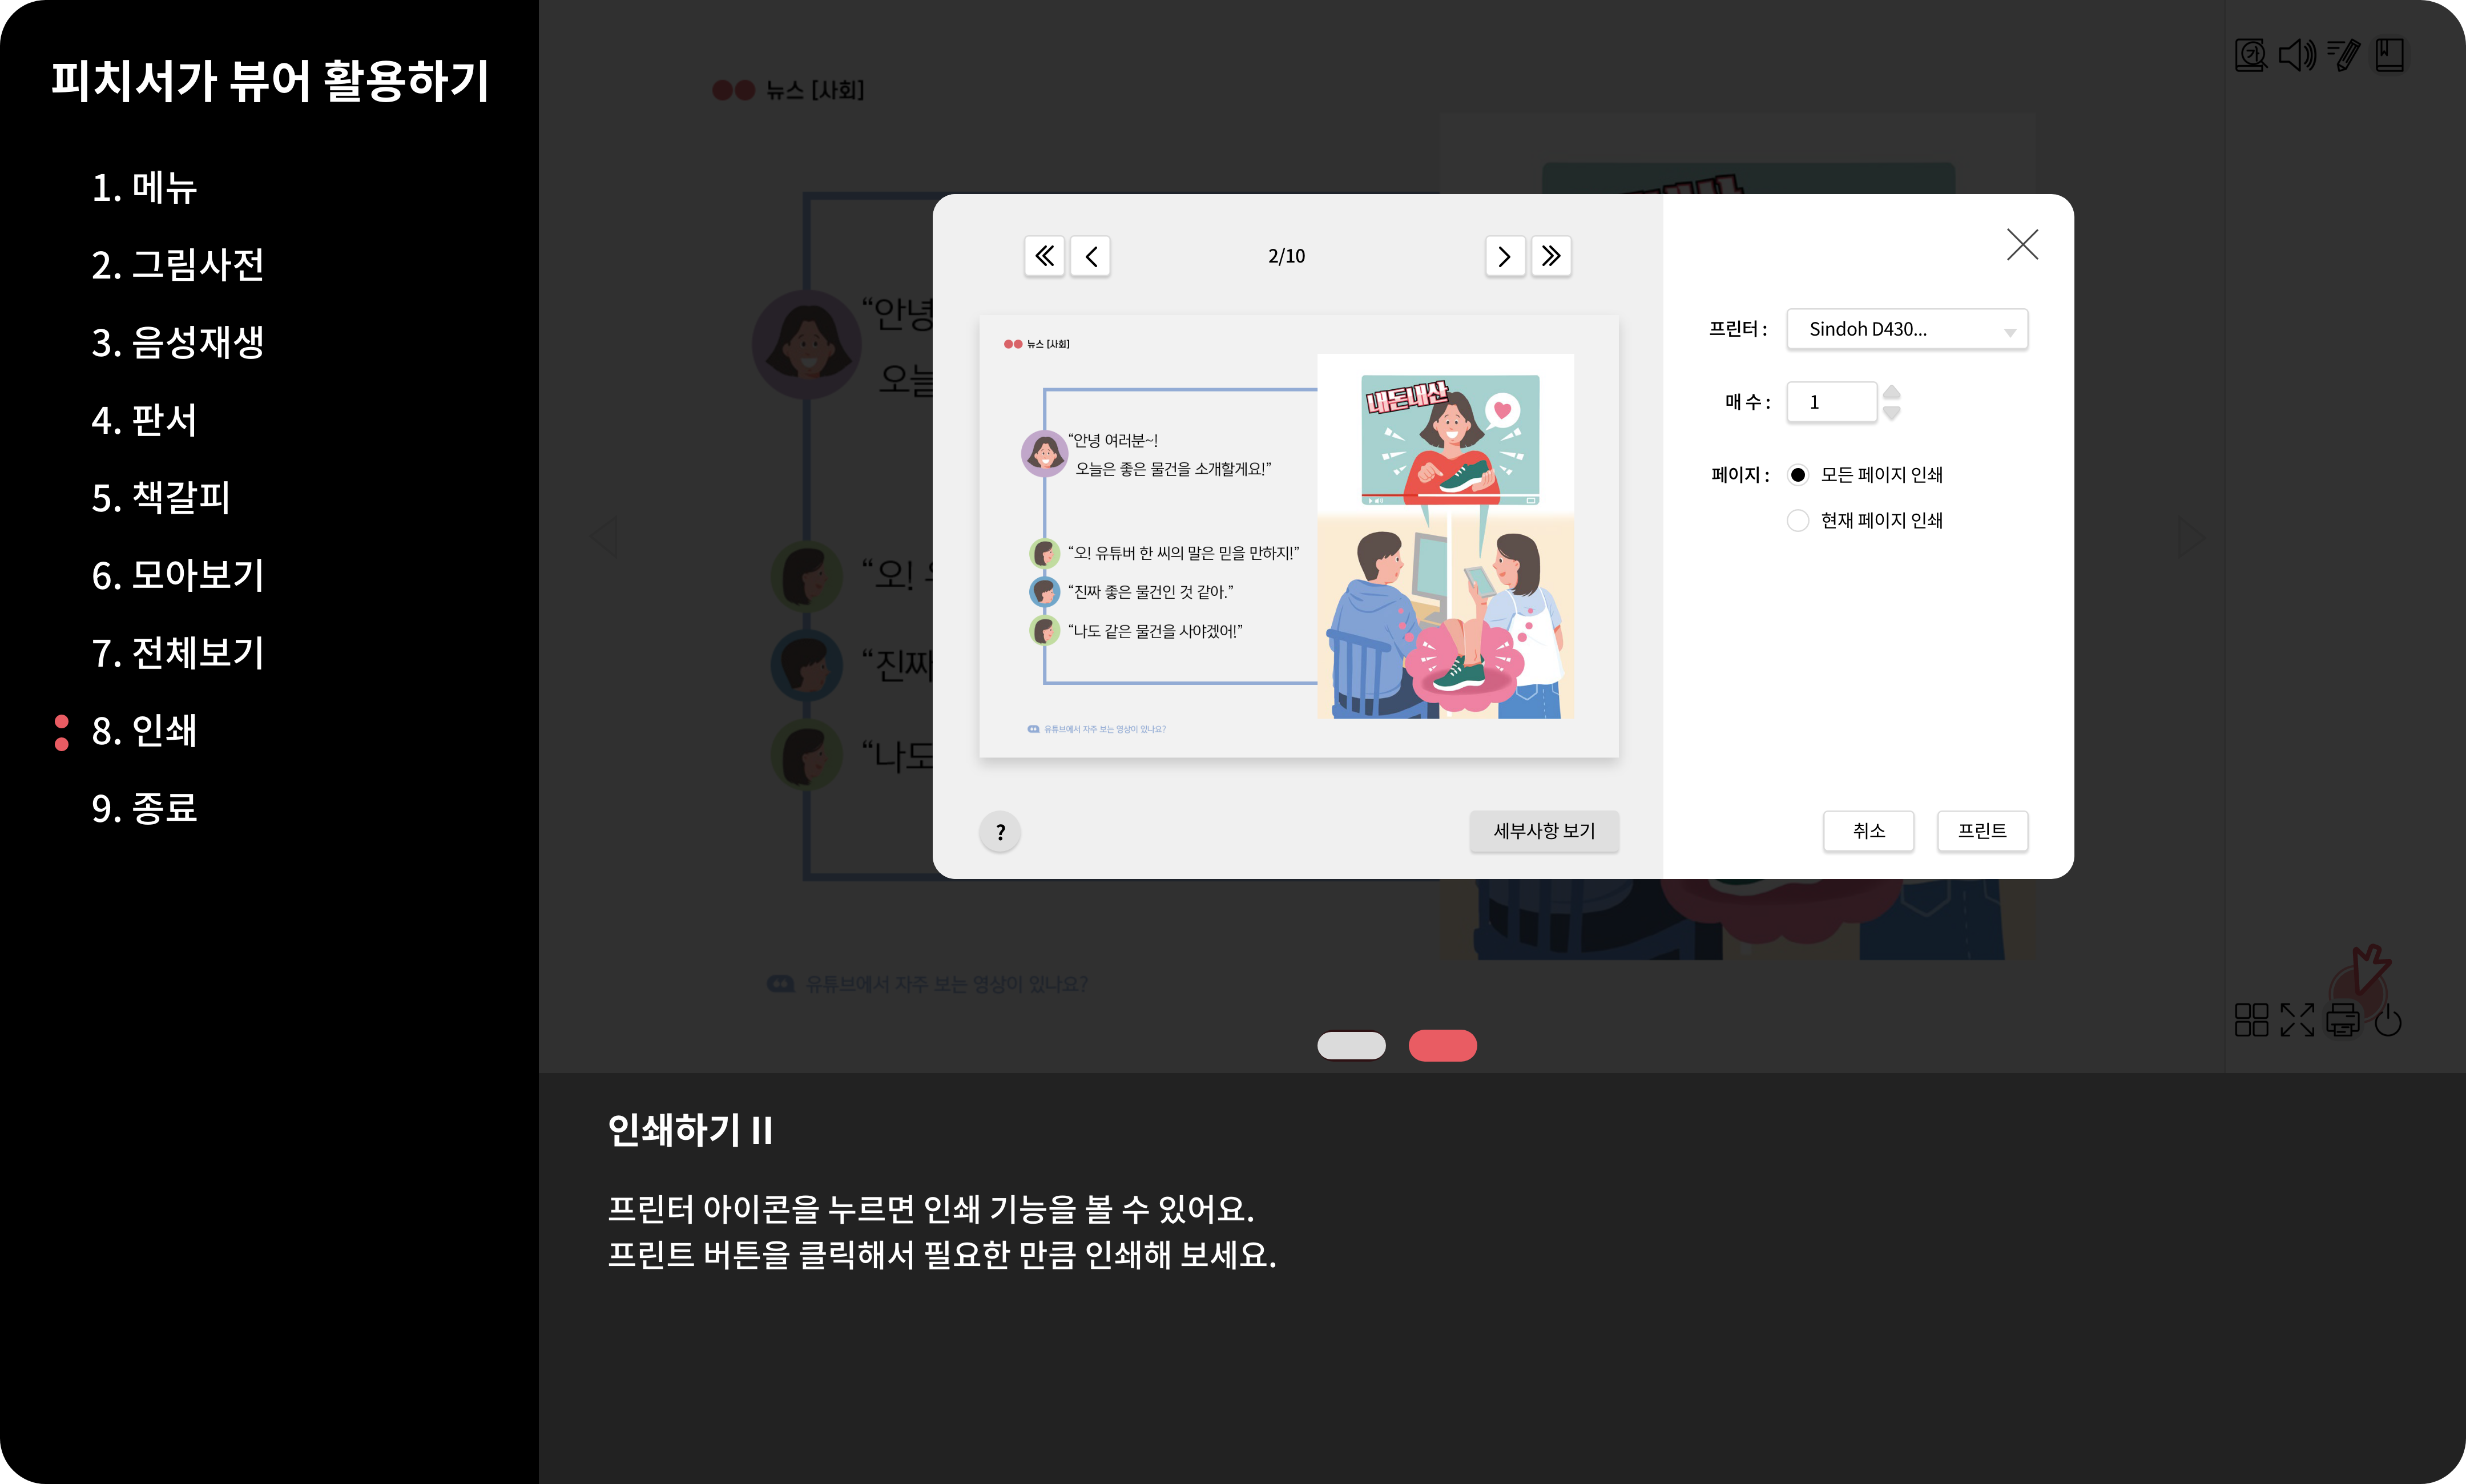 피치서가 뷰어 활용하기
1. 메뉴
2. 그림사전
3. 음성재생
4. 판서
5. 책갈피
6. 모아보기
7. 전체보기
8. 인쇄
9. 종료
뉴스 [사회]
가
“안녕
오늘
“오!
“진짜
“나도
유튜브에서 자주 보는 영상이 있나요?
2/10
뉴스 [사회]
내돈내산
“안녕 여러분~!
오늘은 좋은 물건을 소개할게요!”
“오! 유튜버 한 씨의 말은 믿을 만하지!”
“진짜 좋은 물건인 것 같아.”
“나도 같은 물건을 사야겠어!”
유튜브에서 자주 보는 영상이 있나요?
?
세부사항 보기
프린터 : Sindoh D430...
매 수 : 1
페이지 : 모든 페이지 인쇄
현재 페이지 인쇄
취소
프린트
인쇄하기 II
프린터 아이콘을 누르면 인쇄 기능을 볼 수 있어요.
프린트 버튼을 클릭해서 필요한 만큼 인쇄해 보세요.